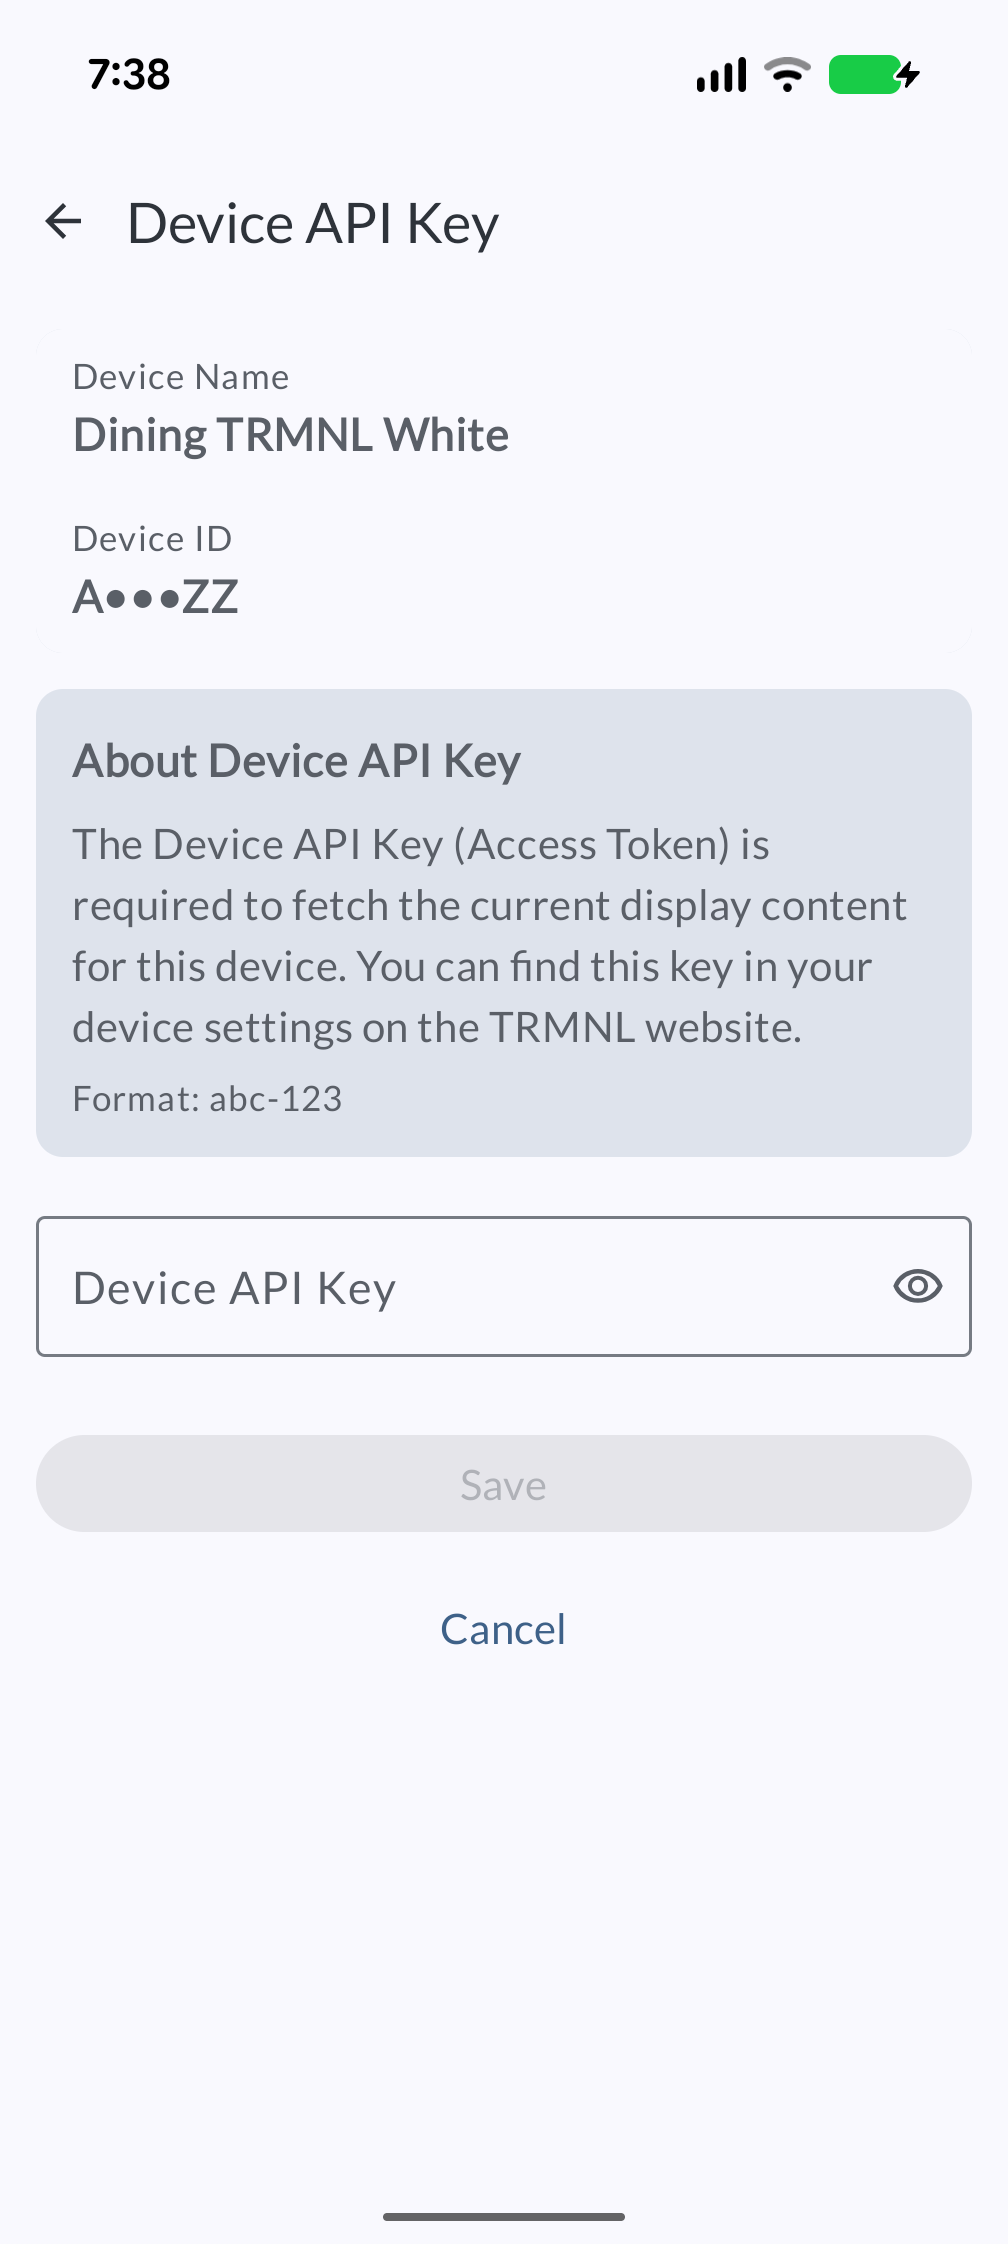 7:38
Device API Key
Device Name
Dining TRMNL White
Device ID
A•••ZZ
About Device API Key
The Device API Key (Access Token) is
required to fetch the current display content
for this device. You can find this key in your
device settings on the TRMNL website.
Format: abc-123
Device API Key
Save
Cancel